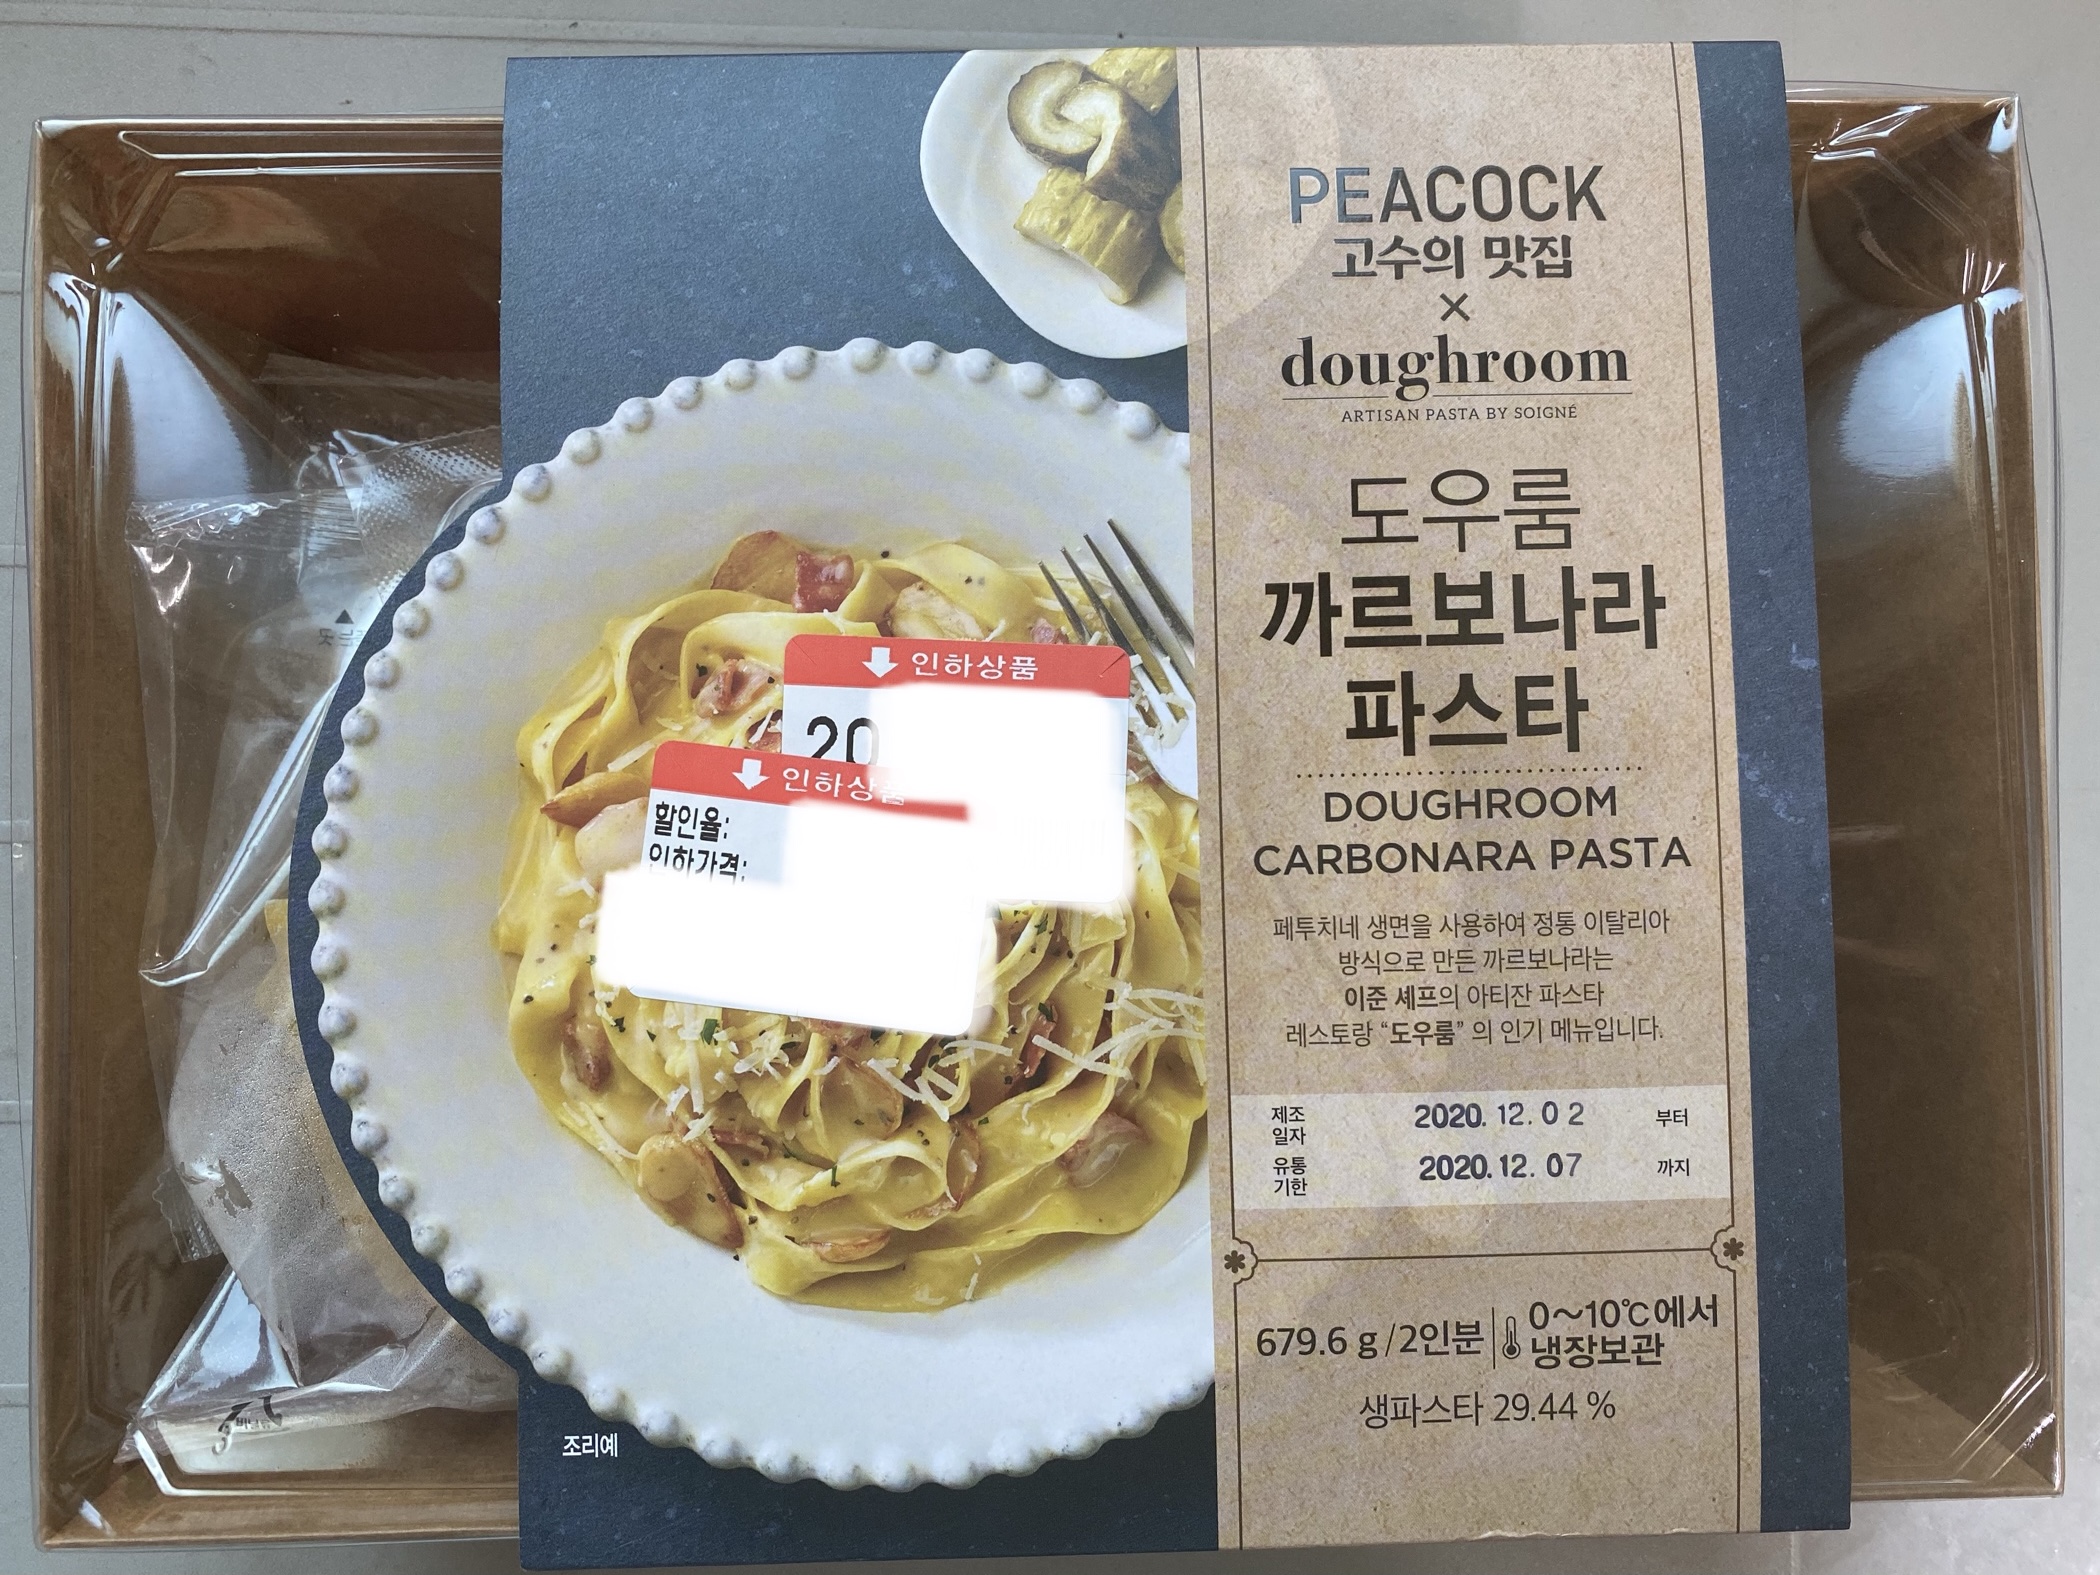 PEACOCK
고수의 맛집
×
doughroom
ARTISAN PASTA BY SOIGNÉ
도우룸
까르보나라
파스타
DOUGHROOM
CARBONARA PASTA
페투치네 생면을 사용하여 정통 이탈리아
방식으로 만든 까르보나라는
이준 셰프의 아티잔 파스타
레스토랑 “도우룸” 의 인기 메뉴입니다.
제조
일자
2020. 12. 02
부터
유통
기한
2020. 12. 07
까지
679.6 g / 2인분
0~10℃에서
냉장보관
생파스타 29.44 %
인하상품
20
인하상품
할인율:
인하가격:
조리예